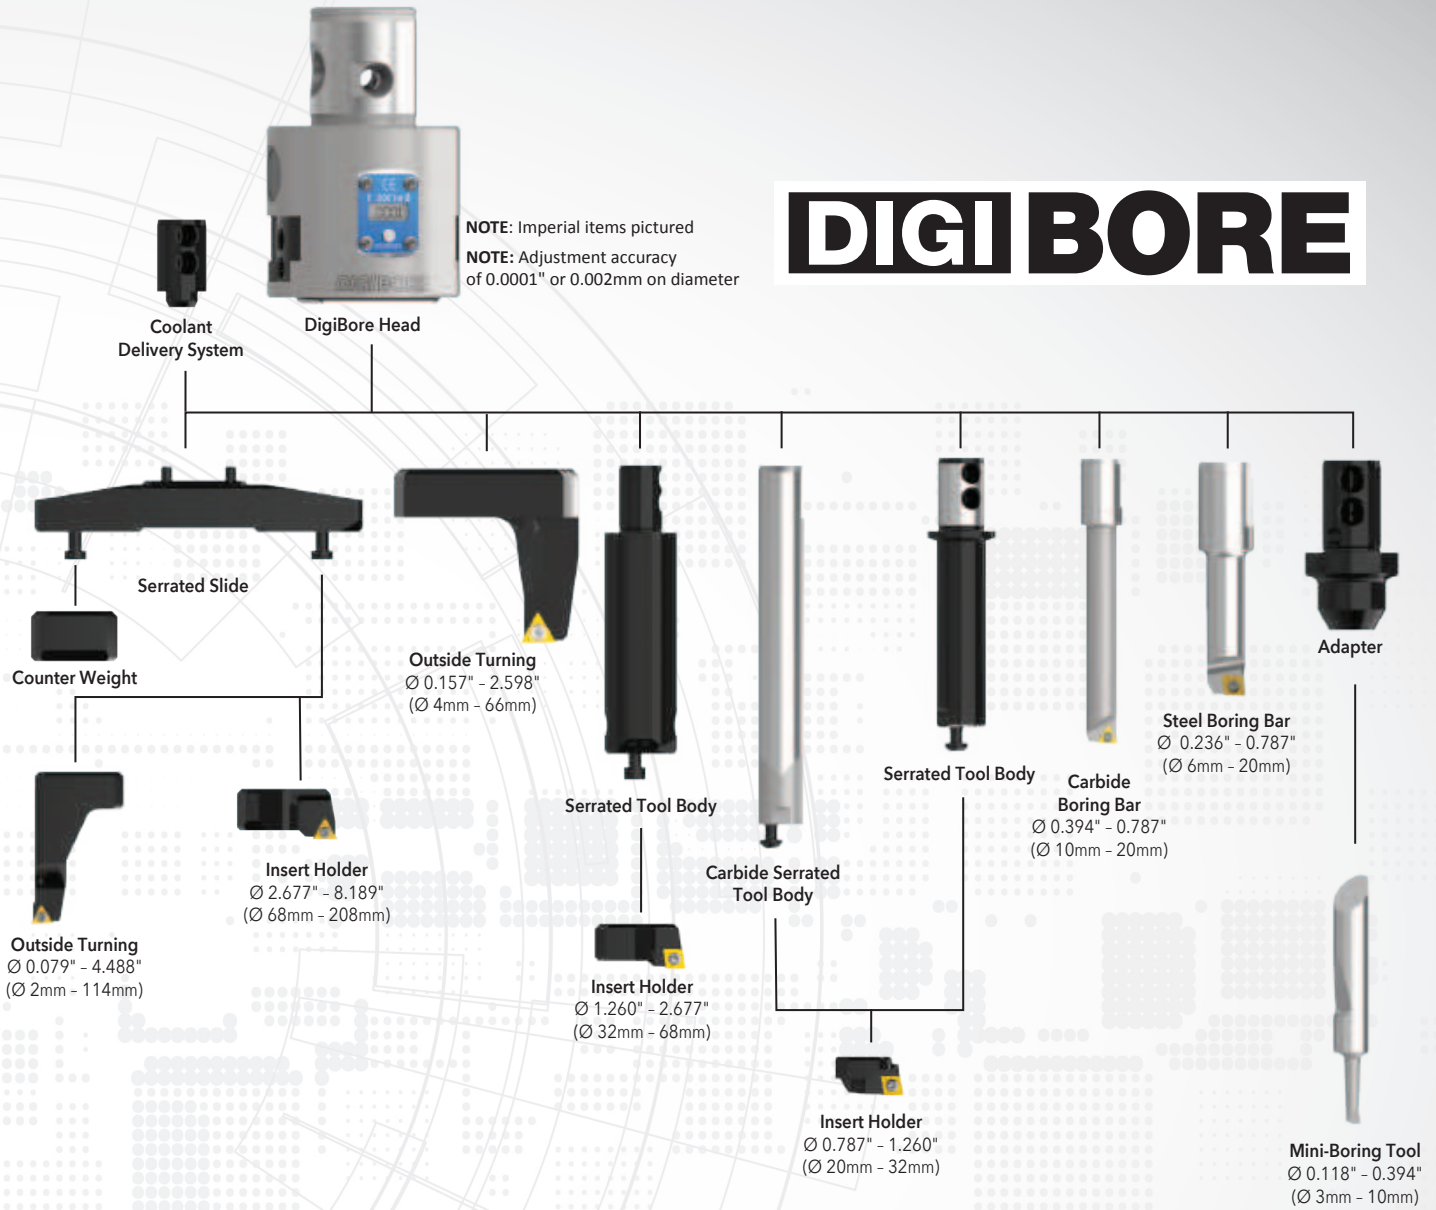 DIGI BORE
NOTE: Imperial items pictured
NOTE: Adjustment accuracy
of 0.0001" or 0.002mm on diameter
CE
DIGIBORE
Coolant
Delivery System
DigiBore Head
Serrated Slide
Counter Weight
Outside Turning
Ø 0.079" – 4.488"
(Ø 2mm – 114mm)
Insert Holder
Ø 2.677" – 8.189"
(Ø 68mm – 208mm)
Outside Turning
Ø 0.157" – 2.598"
(Ø 4mm – 66mm)
Serrated Tool Body
Insert Holder
Ø 1.260" – 2.677"
(Ø 32mm – 68mm)
Carbide Serrated
Tool Body
Serrated Tool Body
Insert Holder
Ø 0.787" – 1.260"
(Ø 20mm – 32mm)
Carbide
Boring Bar
Ø 0.394" – 0.787"
(Ø 10mm – 20mm)
Steel Boring Bar
Ø 0.236" – 0.787"
(Ø 6mm – 20mm)
Adapter
Mini-Boring Tool
Ø 0.118" – 0.394"
(Ø 3mm – 10mm)